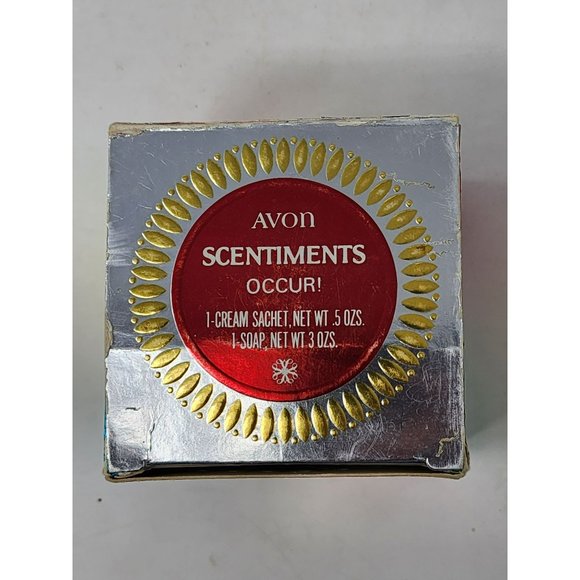 AVON
SCENTIMENTS
OCCUR!
1-CREAM SACHET, NET WT .5 OZS.
1-SOAP, NET WT 3 OZS.